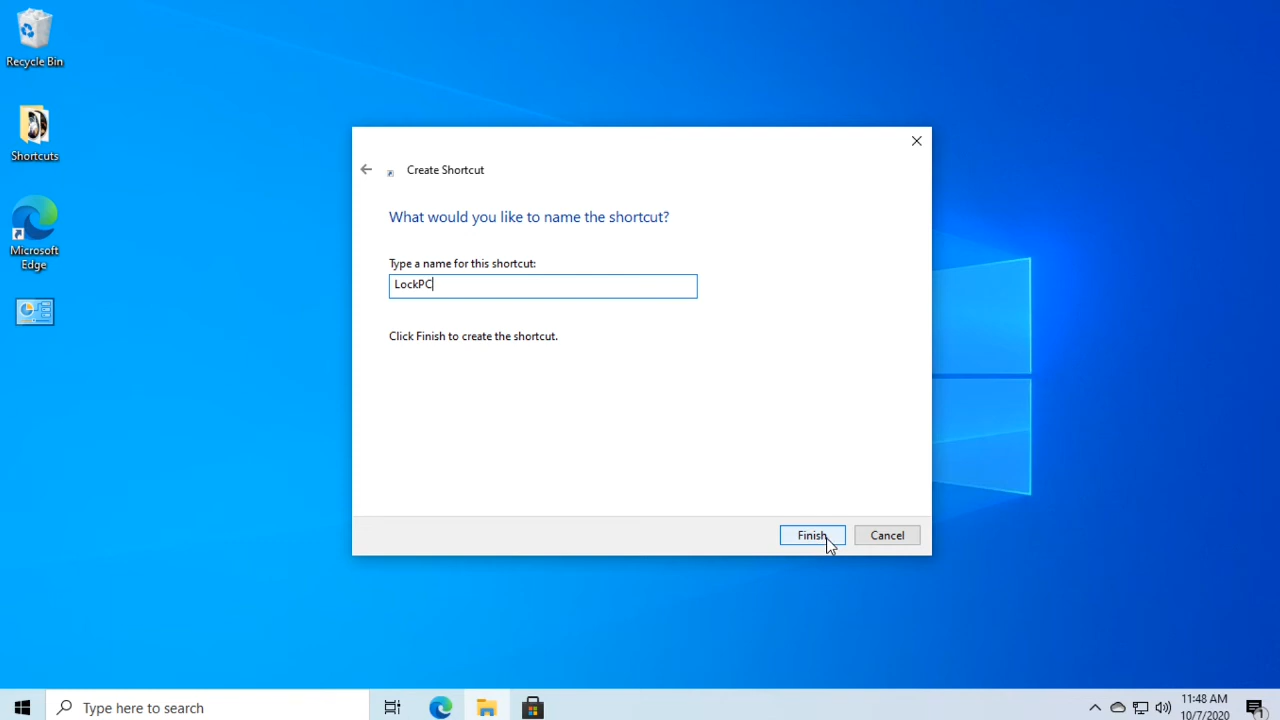 Recycle Bin
Shortcuts
Microsoft
Edge
Create Shortcut
What would you like to name the shortcut?
Type a name for this shortcut:
LockPC
Click Finish to create the shortcut.
Finish
Cancel
Type here to search
11:48 AM
10/7/2020
1